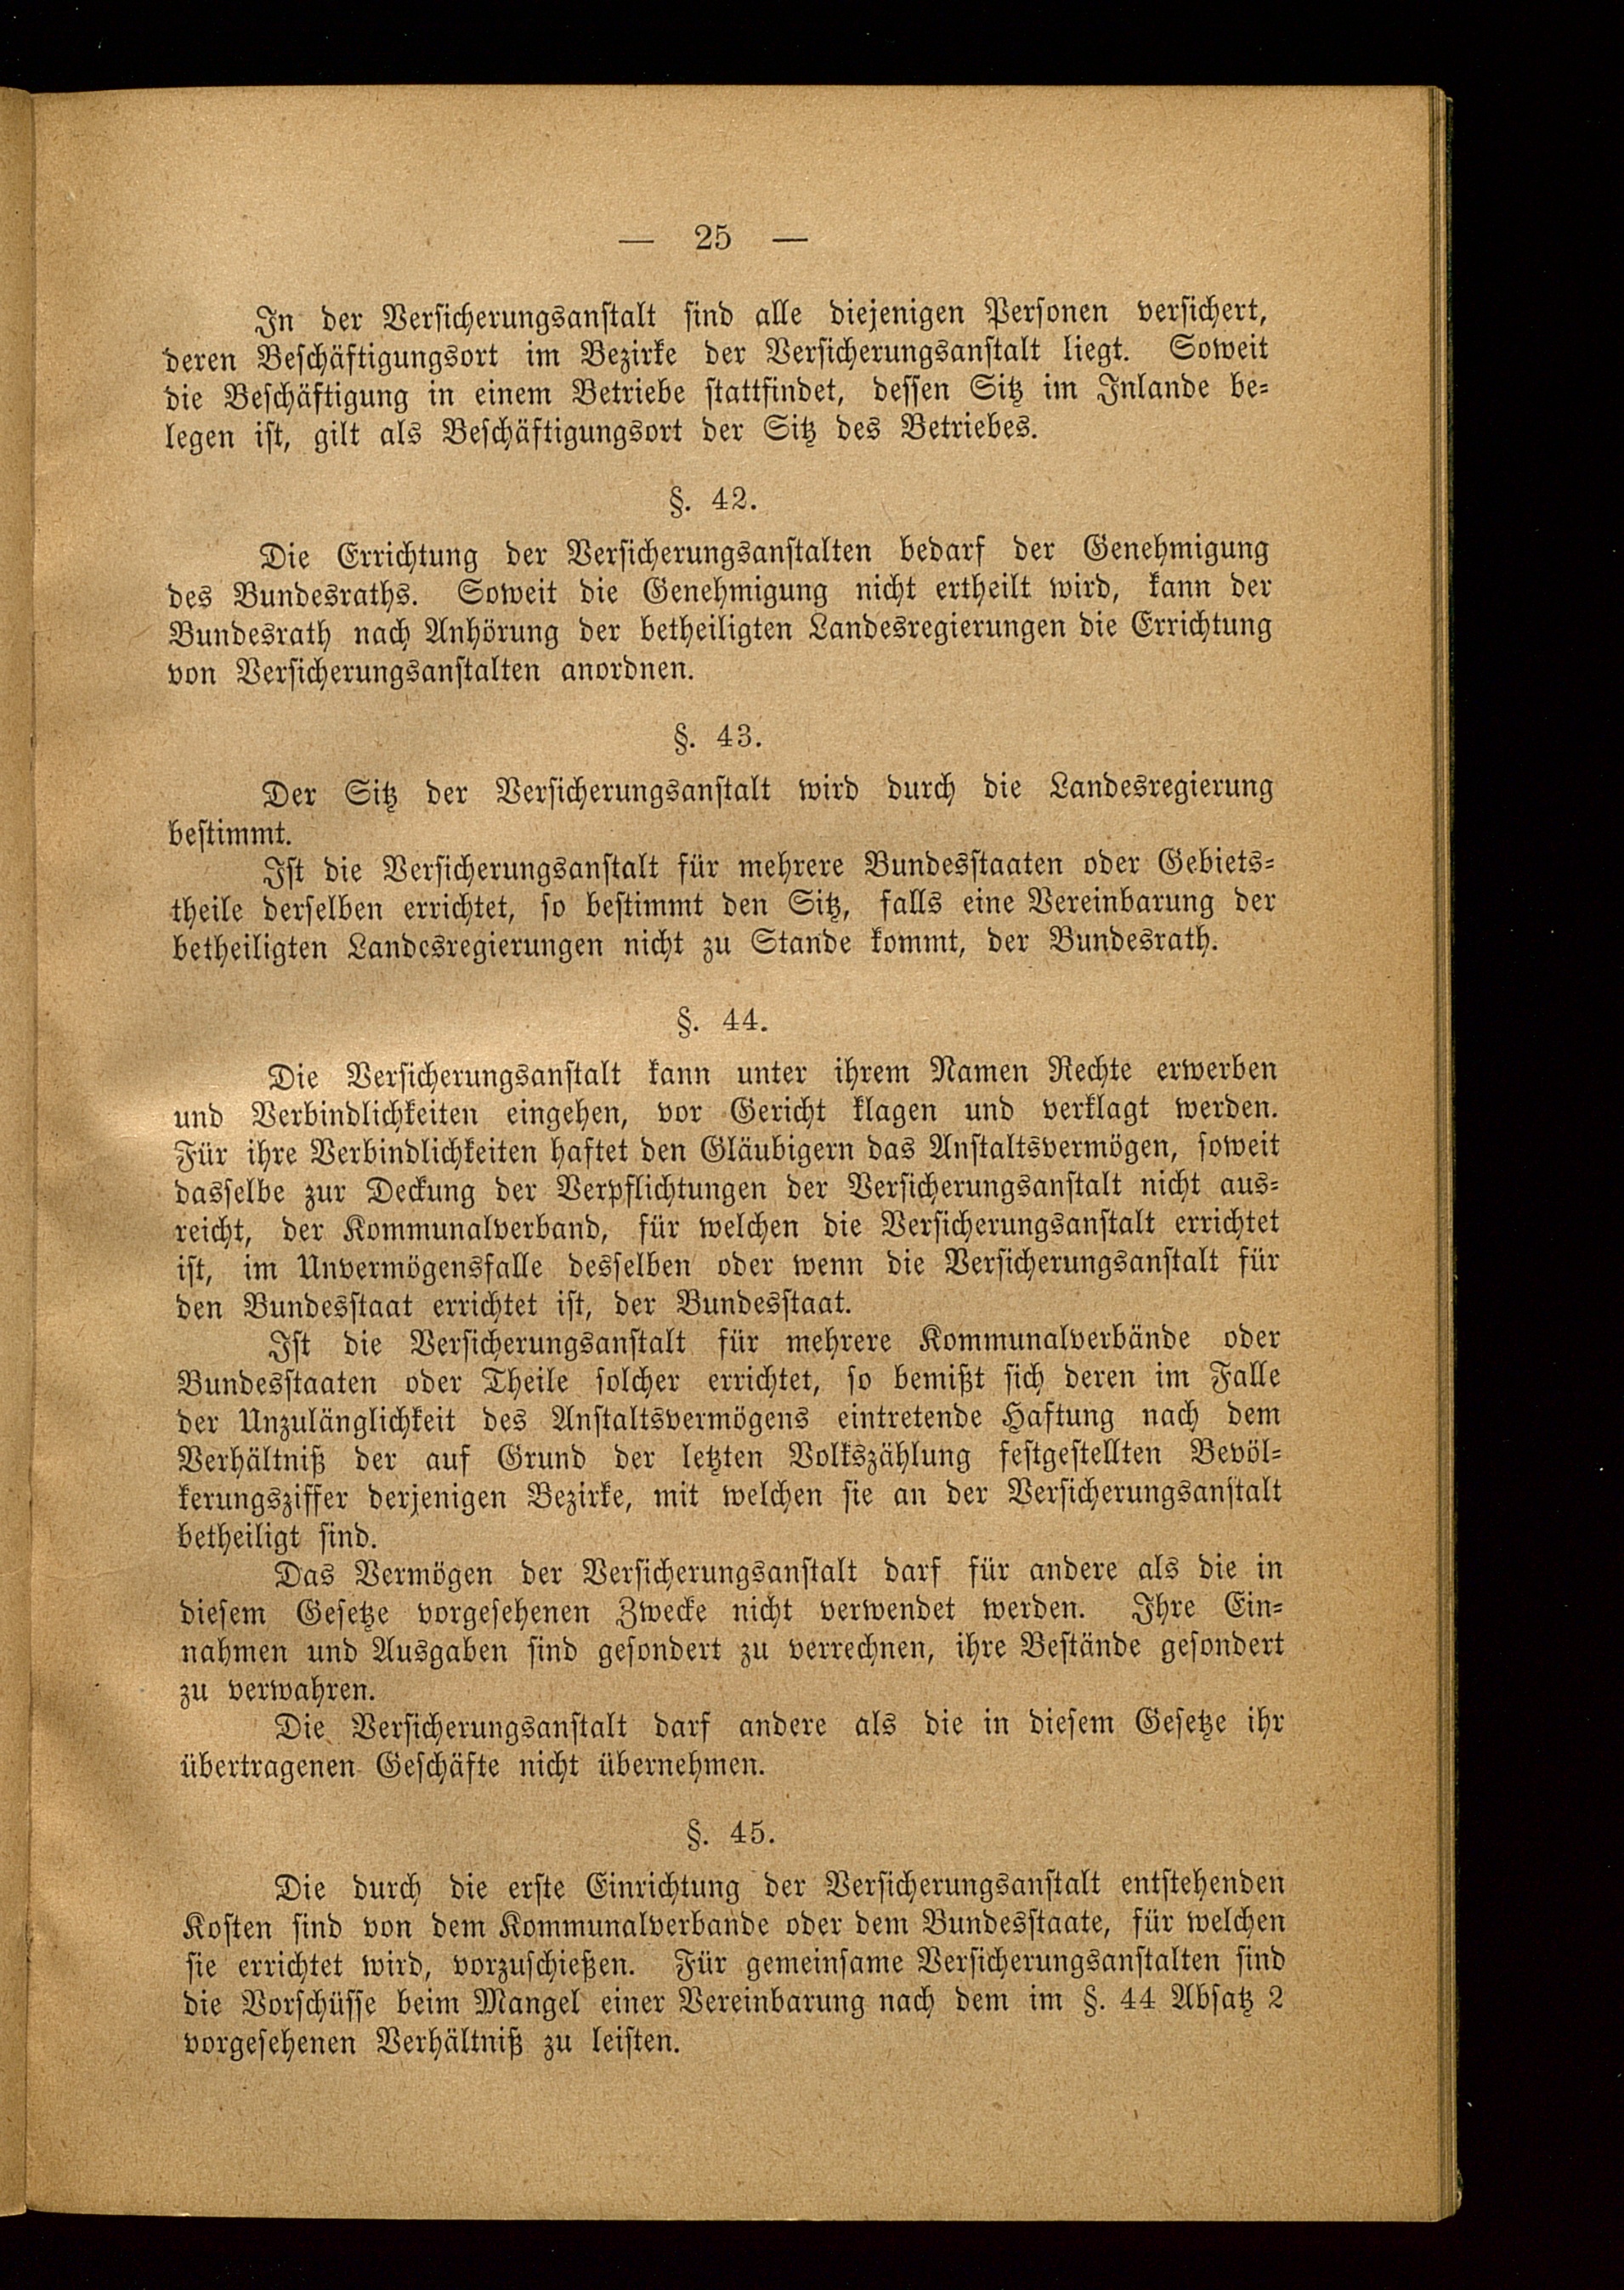 — 25 —
In der Versicherungsanstalt sind alle diejenigen Personen versichert,
deren Beschäftigungsort im Bezirke der Versicherungsanstalt liegt. Soweit
die Beschäftigung in einem Betriebe stattfindet, dessen Sitz im Inlande be-
legen ist, gilt als Beschäftigungsort der Sitz des Betriebes.
§. 42.
Die Errichtung der Versicherungsanstalten bedarf der Genehmigung
des Bundesraths. Soweit die Genehmigung nicht ertheilt wird, kann der
Bundesrath nach Anhörung der betheiligten Landesregierungen die Errichtung
von Versicherungsanstalten anordnen.
§. 43.
Der Sitz der Versicherungsanstalt wird durch die Landesregierung
bestimmt.
Ist die Versicherungsanstalt für mehrere Bundesstaaten oder Gebiets-
theile derselben errichtet, so bestimmt den Sitz, falls eine Vereinbarung der
betheiligten Landesregierungen nicht zu Stande kommt, der Bundesrath.
§. 44.
Die Versicherungsanstalt kann unter ihrem Namen Rechte erwerben
und Verbindlichkeiten eingehen, vor Gericht klagen und verklagt werden.
Für ihre Verbindlichkeiten haftet den Gläubigern das Anstaltsvermögen, soweit
dasselbe zur Deckung der Verpflichtungen der Versicherungsanstalt nicht aus-
reicht, der Kommunalverband, für welchen die Versicherungsanstalt errichtet
ist, im Unvermögensfalle desselben oder wenn die Versicherungsanstalt für
den Bundesstaat errichtet ist, der Bundesstaat.
Ist die Versicherungsanstalt für mehrere Kommunalverbände oder
Bundesstaaten oder Theile solcher errichtet, so bemißt sich deren im Falle
der Unzulänglichkeit des Anstaltsvermögens eintretende Haftung nach dem
Verhältniß der auf Grund der letzten Volkszählung festgestellten Bevöl-
kerungsziffer derjenigen Bezirke, mit welchen sie an der Versicherungsanstalt
betheiligt sind.
Das Vermögen der Versicherungsanstalt darf für andere als die in
diesem Gesetze vorgesehenen Zwecke nicht verwendet werden. Ihre Ein-
nahmen und Ausgaben sind gesondert zu verrechnen, ihre Bestände gesondert
zu verwahren.
Die Versicherungsanstalt darf andere als die in diesem Gesetze ihr
übertragenen Geschäfte nicht übernehmen.
§. 45.
Die durch die erste Einrichtung der Versicherungsanstalt entstehenden
Kosten sind von dem Kommunalverbande oder dem Bundesstaate, für welchen
sie errichtet wird, vorzuschießen. Für gemeinsame Versicherungsanstalten sind
die Vorschüsse beim Mangel einer Vereinbarung nach dem im §. 44 Absatz 2
vorgesehenen Verhältniß zu leisten.